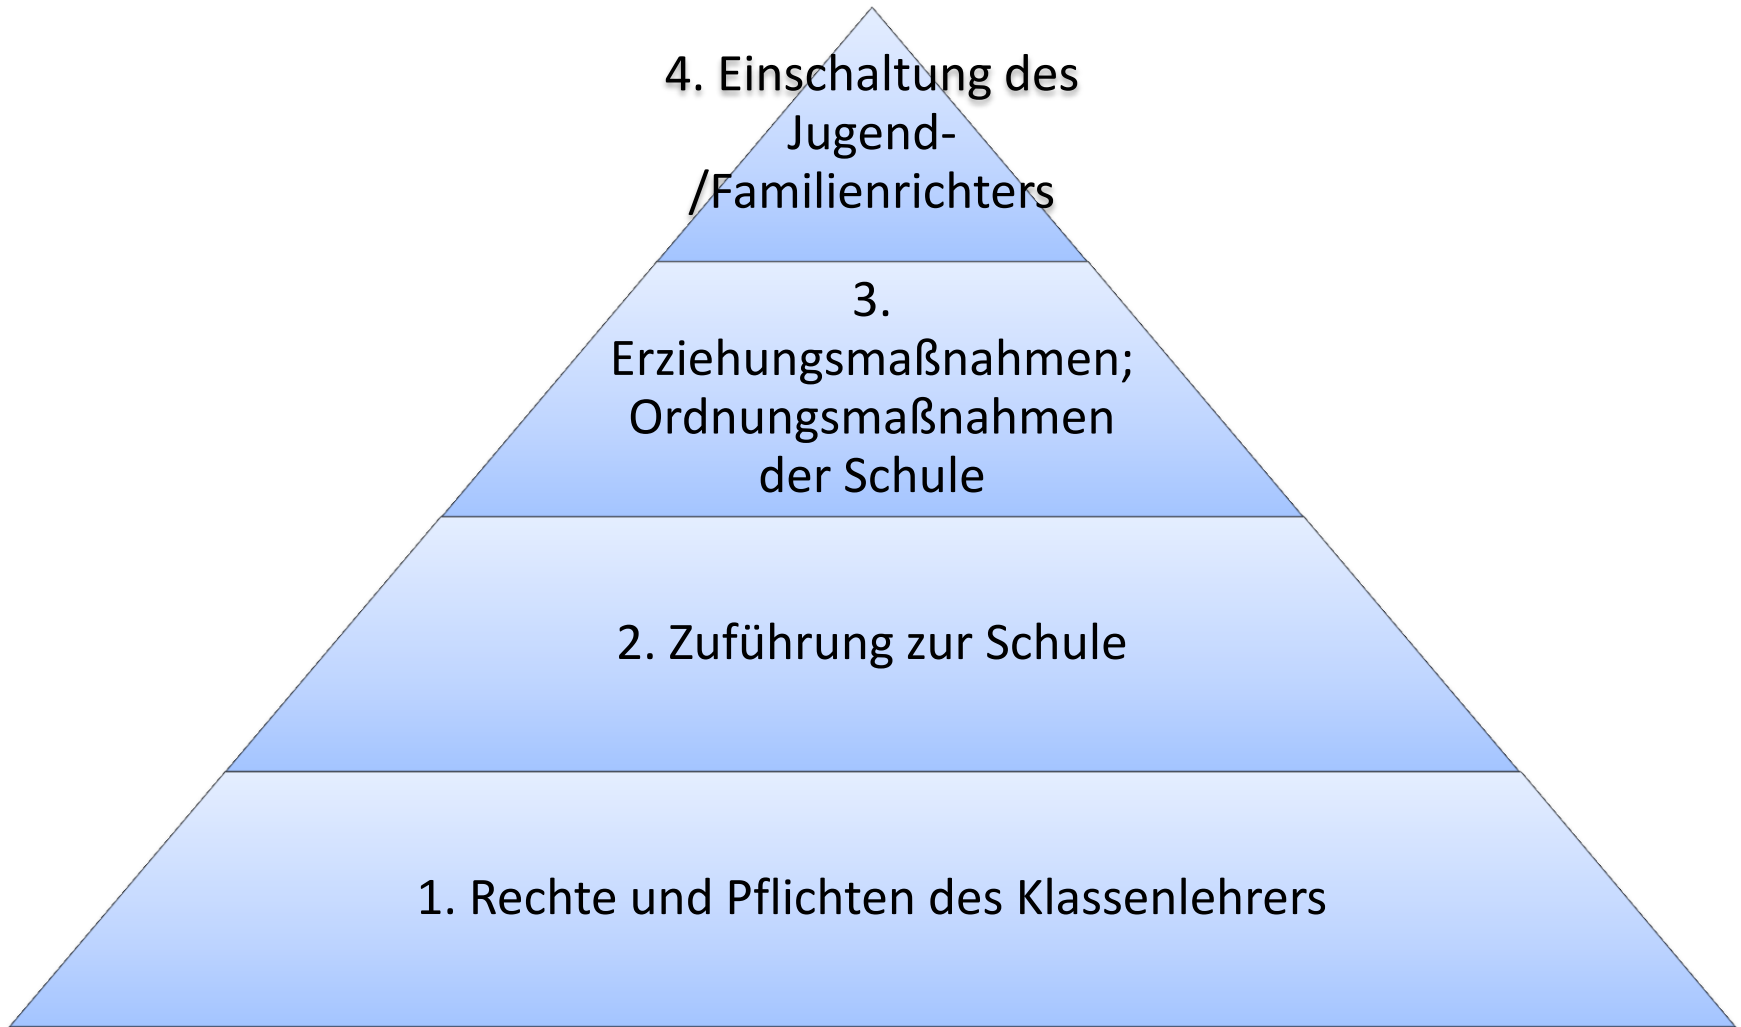 4. Einschaltung des
Jugend-
/Familienrichters
3.
Erziehungsmaßnahmen;
Ordnungsmaßnahmen
der Schule
2. Zuführung zur Schule
1. Rechte und Pflichten des Klassenlehrers